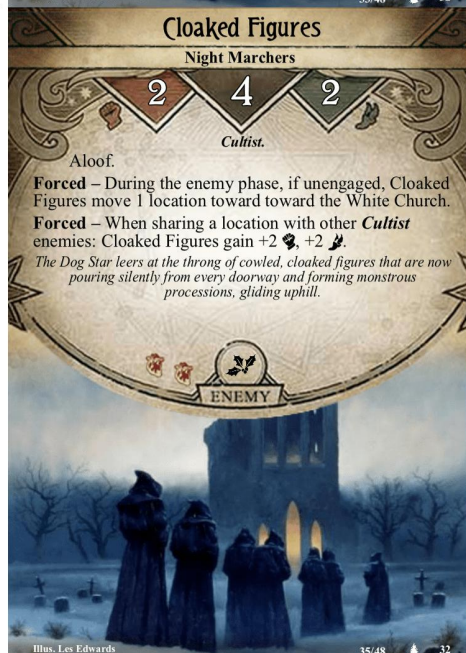 35/48
Cloaked Figures
Night Marchers
2 4 2
Cultist.
Aloof.
Forced – During the enemy phase, if unengaged, Cloaked
Figures move 1 location toward toward the White Church.
Forced – When sharing a location with other Cultist
enemies: Cloaked Figures gain +2, +2.
The Dog Star leers at the throng of cowled, cloaked figures that are now
pouring silently from every doorway and forming monstrous
processions, gliding uphill.
ENEMY
Illus. Les Edwards 35/48 32